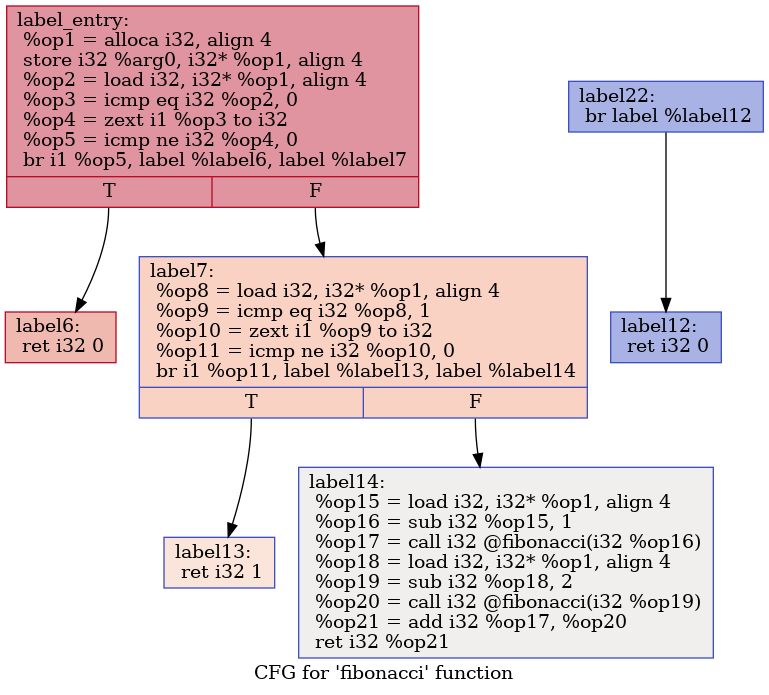 label_entry:
%op1 = alloca i32, align 4
store i32 %arg0, i32* %op1, align 4
%op2 = load i32, i32* %op1, align 4
%op3 = icmp eq i32 %op2, 0
%op4 = zext i1 %op3 to i32
%op5 = icmp ne i32 %op4, 0
br i1 %op5, label %label6, label %label7
T F
label22:
br label %label12
label6:
ret i32 0
label7:
%op8 = load i32, i32* %op1, align 4
%op9 = icmp eq i32 %op8, 1
%op10 = zext i1 %op9 to i32
%op11 = icmp ne i32 %op10, 0
br i1 %op11, label %label13, label %label14
T F
label12:
ret i32 0
label13:
ret i32 1
label14:
%op15 = load i32, i32* %op1, align 4
%op16 = sub i32 %op15, 1
%op17 = call i32 @fibonacci(i32 %op16)
%op18 = load i32, i32* %op1, align 4
%op19 = sub i32 %op18, 2
%op20 = call i32 @fibonacci(i32 %op19)
%op21 = add i32 %op17, %op20
ret i32 %op21
CFG for 'fibonacci' function